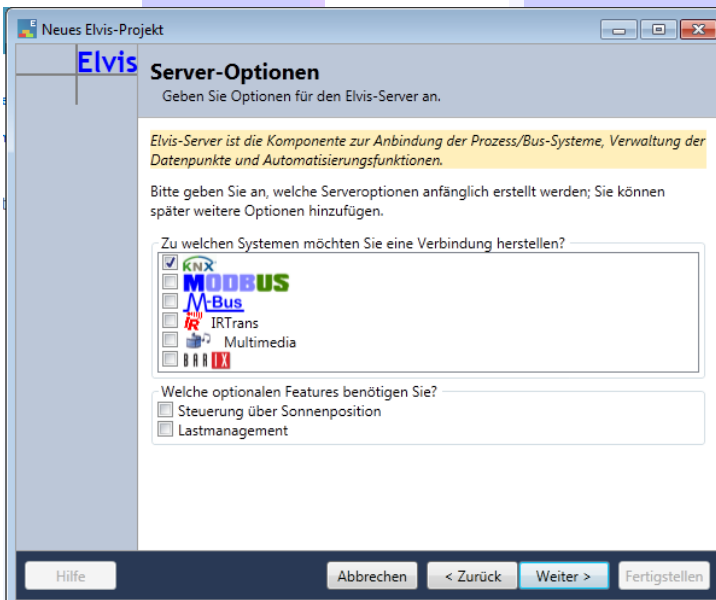 Neues Elvis-Projekt
Elvis
Server-Optionen
Geben Sie Optionen für den Elvis-Server an.
Elvis-Server ist die Komponente zur Anbindung der Prozess/Bus-Systeme, Verwaltung der
Datenpunkte und Automatisierungsfunktionen.
Bitte geben Sie an, welche Serveroptionen anfänglich erstellt werden; Sie können
später weitere Optionen hinzufügen.
Zu welchen Systemen möchten Sie eine Verbindung herstellen?
KNX
MODBUS
M-Bus
IR IRTrans
Multimedia
BARIX
Welche optionalen Features benötigen Sie?
Steuerung über Sonnenposition
Lastmanagement
Hilfe
Abbrechen
< Zurück
Weiter >
Fertigstellen